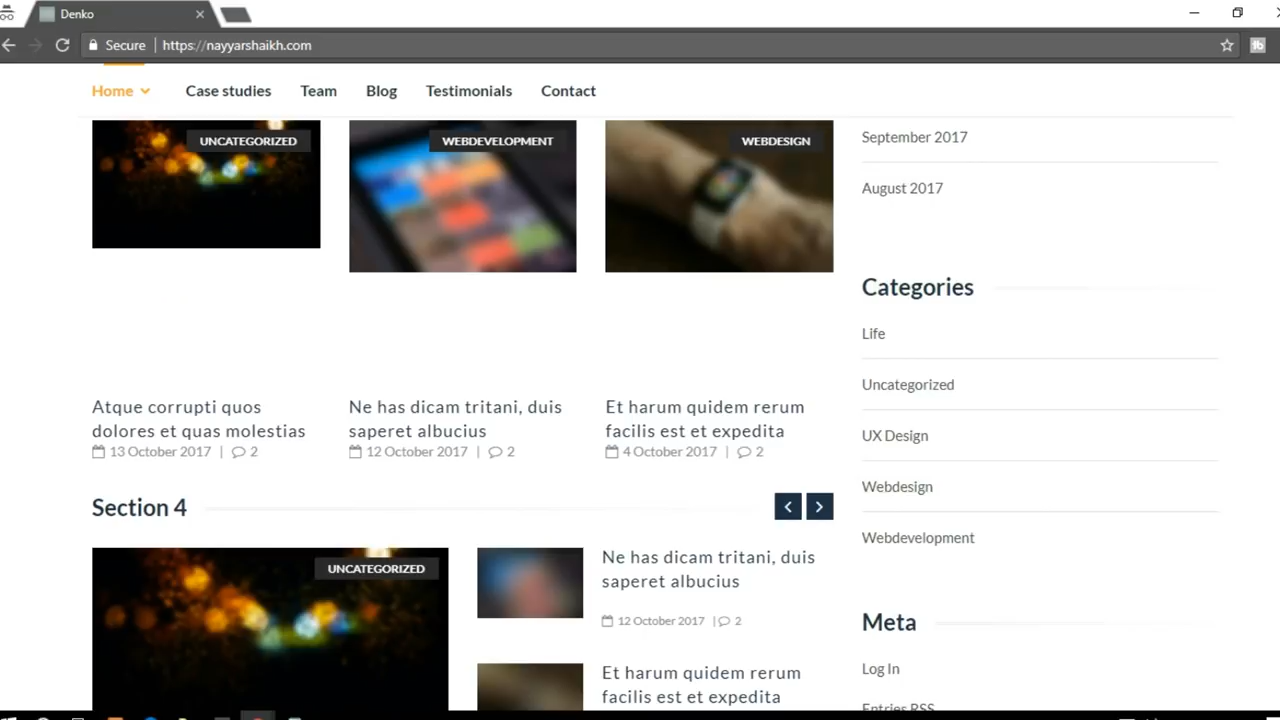 Denko
Secure
https://nayyarshaikh.com
Home
Case studies
Team
Blog
Testimonials
Contact
UNCATEGORIZED
WEBDEVELOPMENT
WEBDESIGN
Atque corrupti quos
dolores et quas molestias
13 October 2017 | 2
Ne has dicam tritani, duis
saperet albucius
12 October 2017 | 2
Et harum quidem rerum
facilis est et expedita
4 October 2017 | 2
Section 4
UNCATEGORIZED
Ne has dicam tritani, duis
saperet albucius
12 October 2017 | 2
Et harum quidem rerum
facilis est et expedita
September 2017
August 2017
Categories
Life
Uncategorized
UX Design
Webdesign
Webdevelopment
Meta
Log In
Entries RSS